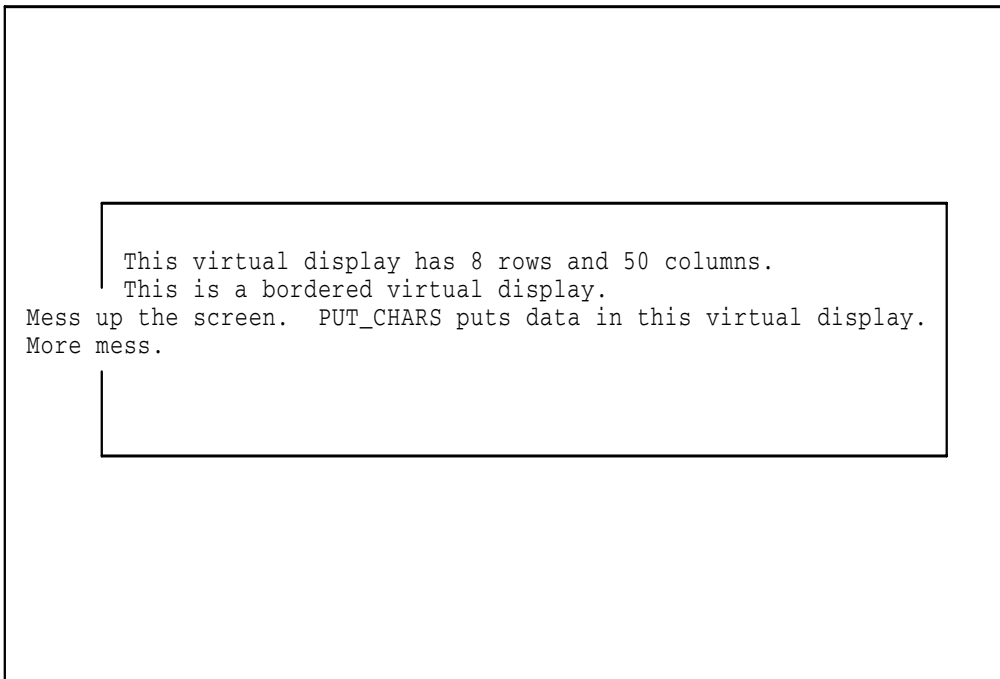 This virtual display has 8 rows and 50 columns.
This is a bordered virtual display.
Mess up the screen.  PUT_CHARS puts data in this virtual display.
More mess.